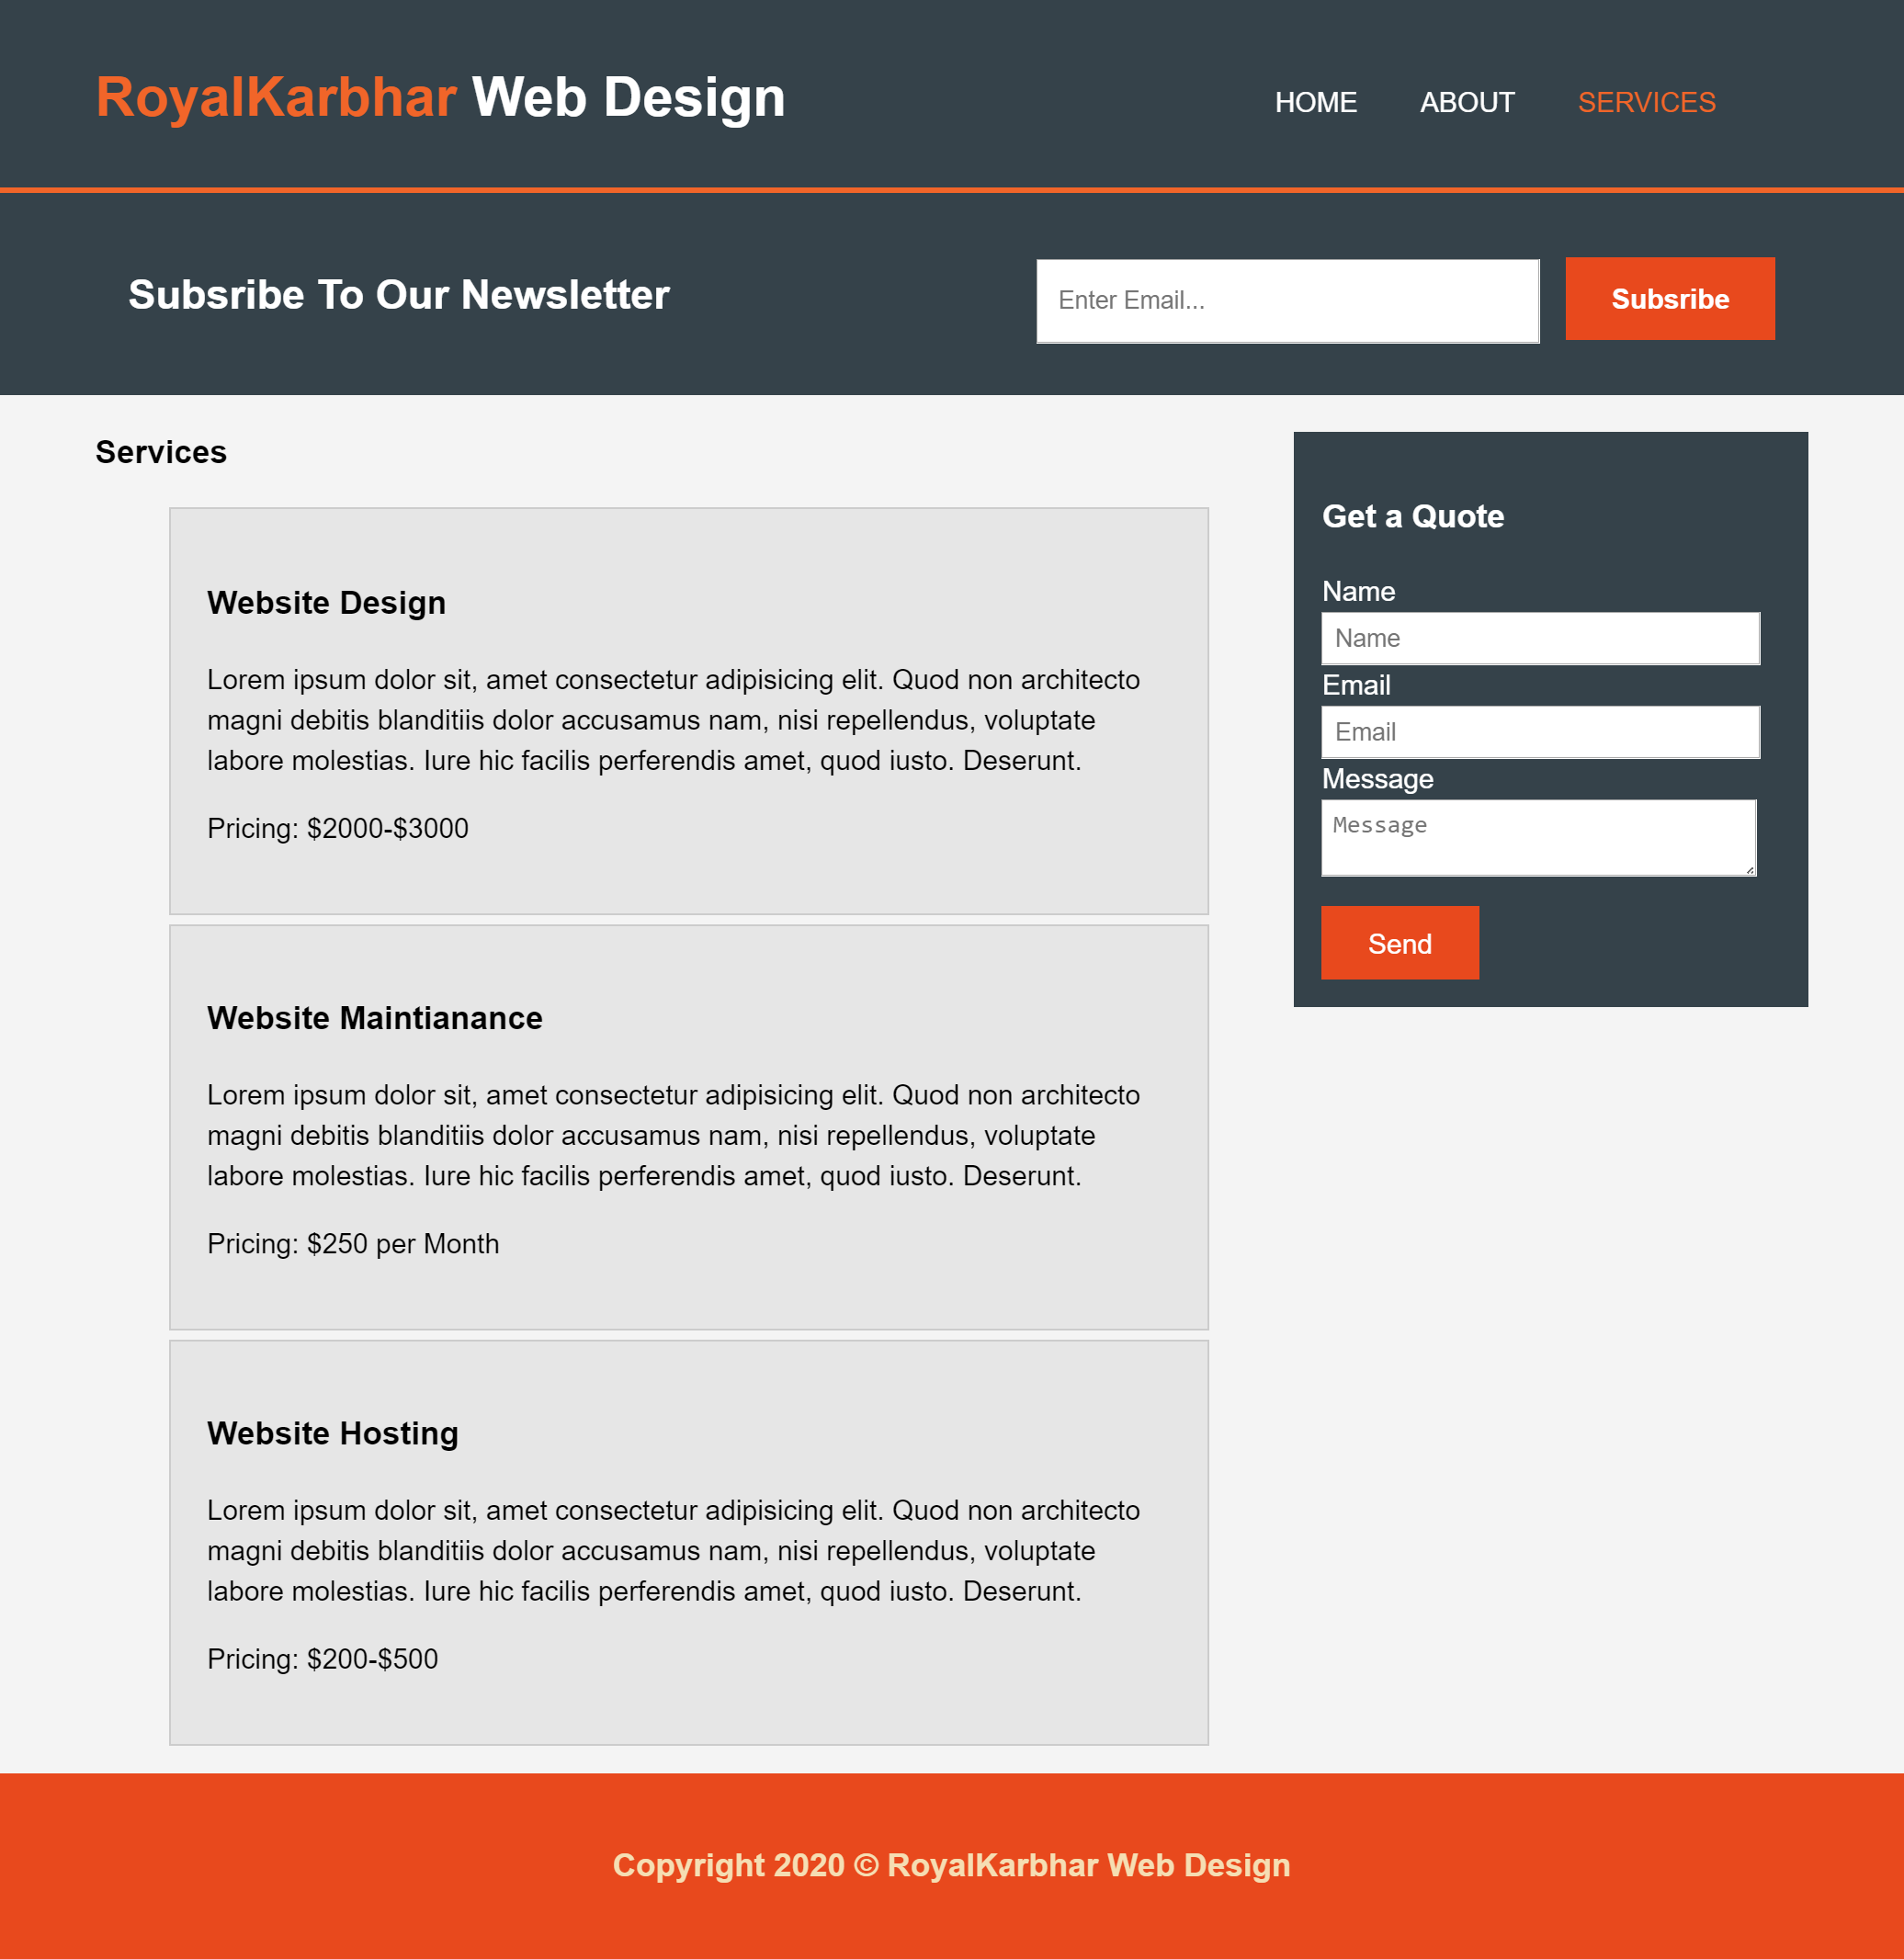 RoyalKarbhar Web Design
HOME ABOUT SERVICES
Subsribe To Our Newsletter
Enter Email...
Subsribe
Services
Website Design
Lorem ipsum dolor sit, amet consectetur adipisicing elit. Quod non architecto
magni debitis blanditiis dolor accusamus nam, nisi repellendus, voluptate
labore molestias. Iure hic facilis perferendis amet, quod iusto. Deserunt.
Pricing: $2000-$3000
Website Maintianance
Lorem ipsum dolor sit, amet consectetur adipisicing elit. Quod non architecto
magni debitis blanditiis dolor accusamus nam, nisi repellendus, voluptate
labore molestias. Iure hic facilis perferendis amet, quod iusto. Deserunt.
Pricing: $250 per Month
Website Hosting
Lorem ipsum dolor sit, amet consectetur adipisicing elit. Quod non architecto
magni debitis blanditiis dolor accusamus nam, nisi repellendus, voluptate
labore molestias. Iure hic facilis perferendis amet, quod iusto. Deserunt.
Pricing: $200-$500
Get a Quote
Name
Name
Email
Email
Message
Message
Send
Copyright 2020 © RoyalKarbhar Web Design